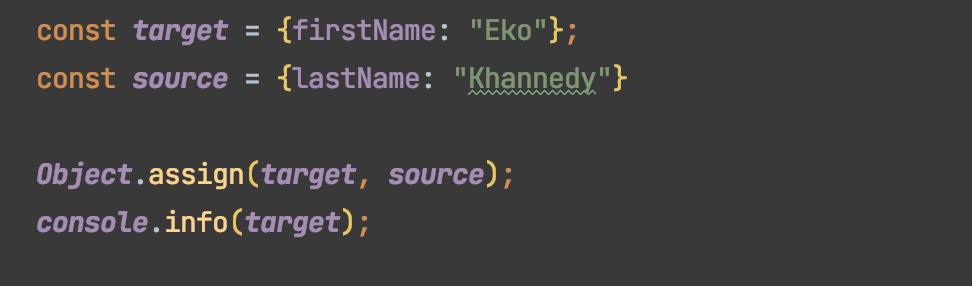 const target = {firstName: "Eko"};
const source = {lastName: "Khannedy"}
Object.assign(target, source);
console.info(target);